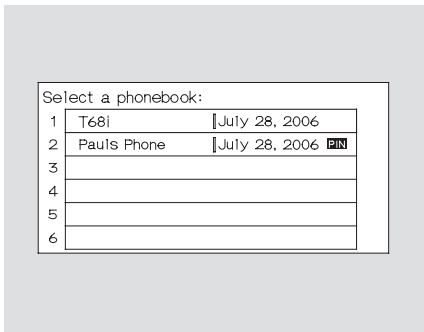 Select a phonebook:
1 T68i July 28, 2006
2 Pauls Phone July 28, 2006 PIN
3
4
5
6